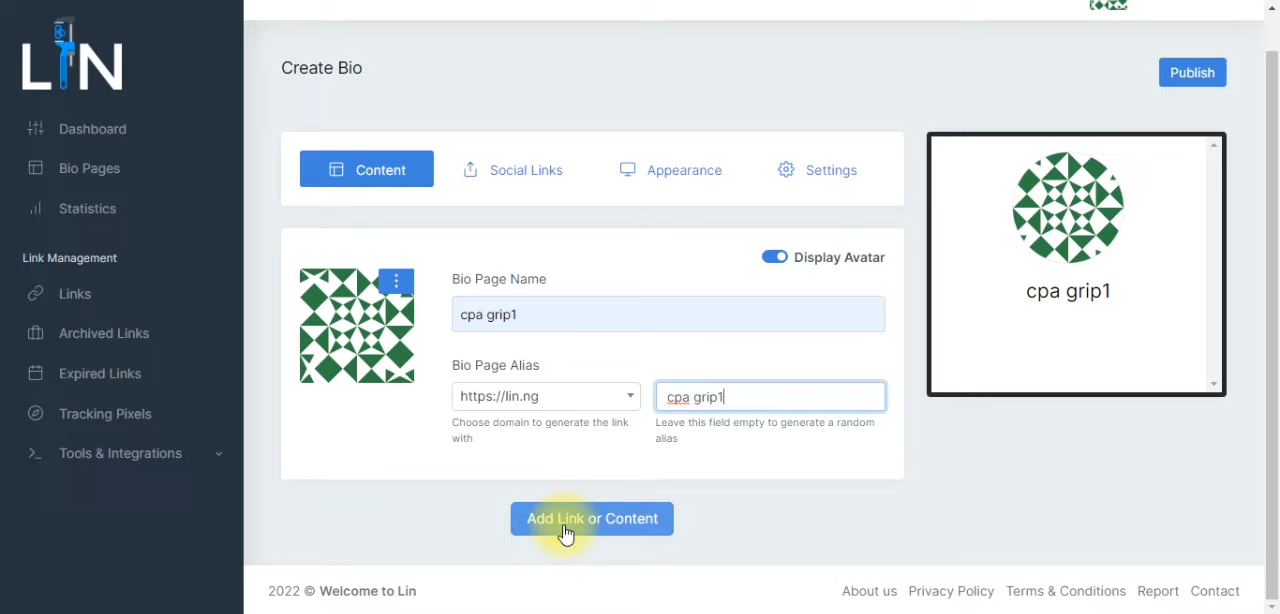 LIN
Dashboard
Bio Pages
Statistics
Link Management
Links
Archived Links
Expired Links
Tracking Pixels
Tools & Integrations
Create Bio
Publish
Content
Social Links
Appearance
Settings
Display Avatar
Bio Page Name
cpa grip1
Bio Page Alias
https://lin.ng
cpa grip1
Choose domain to generate the link
with
Leave this field empty to generate a random
alias
Add Link or Content
cpa grip1
2022 © Welcome to Lin
About us Privacy Policy Terms & Conditions Report Contact